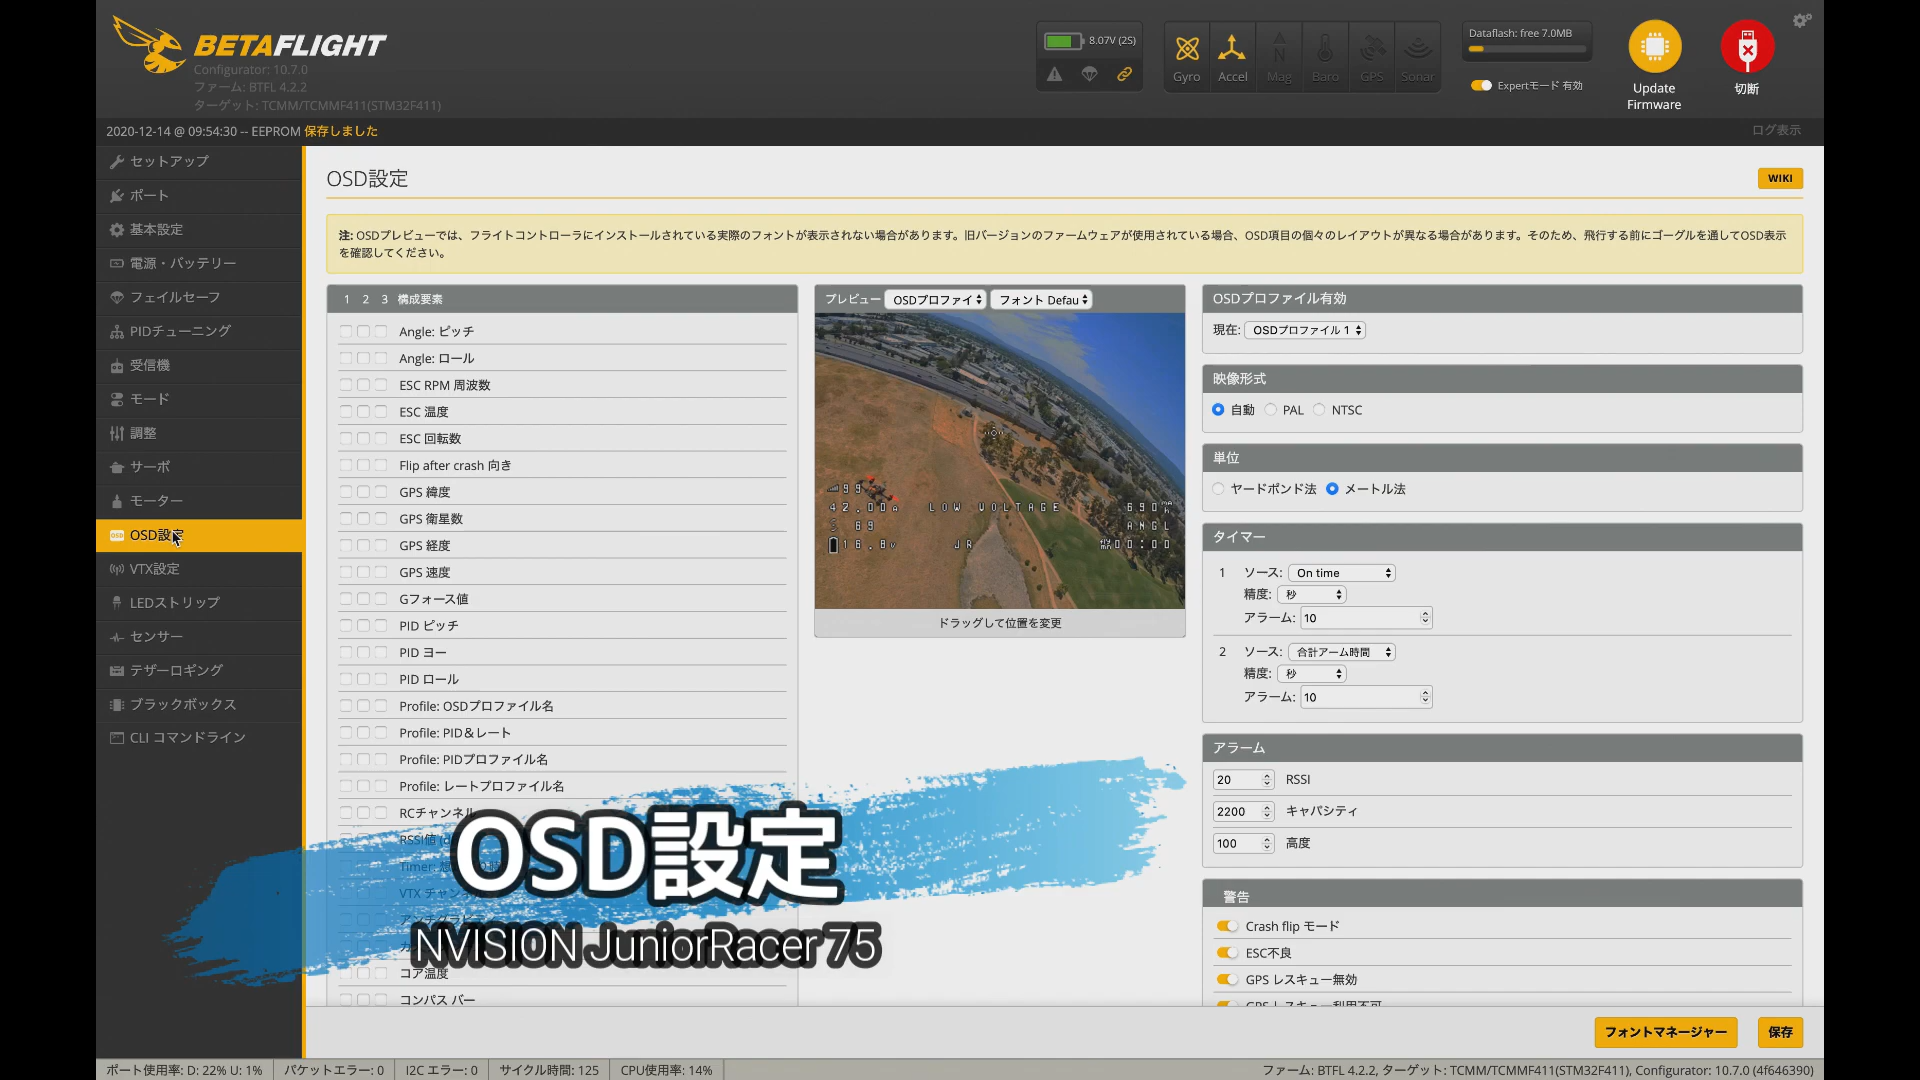 BETAFLIGHT
Configurator: 10.7.0
ファーム: BTFL 4.2.2
ターゲット: TCMM/TCMMF411(STM32F411)
8.07V (2S)
Gyro
Accel
Mag
Baro
GPS
Sonar
Dataflash: free 7.0MB
Expertモード 有効
Update
Firmware
切断
2020-12-14 @ 09:54:30 -- EEPROM 保存しました
ログ表示
セットアップ
ポート
基本設定
電源・バッテリー
フェイルセーフ
PIDチューニング
受信機
モード
調整
サーボ
モーター
OSD設定
VTX設定
LEDストリップ
センサー
テザーロギング
ブラックボックス
CLI コマンドライン
OSD設定
WIKI
注: OSDプレビューでは、フライトコントローラにインストールされている実際のフォントが表示されない場合があります。旧バージョンのファームウェアが使用されている場合、OSD項目の個々のレイアウトが異なる場合があります。そのため、飛行する前にゴーグルを通してOSD表示
を確認してください。
1 2 3 構成要素
Angle: ピッチ
Angle: ロール
ESC RPM 周波数
ESC 温度
ESC 回転数
Flip after crash 向き
GPS 緯度
GPS 衛星数
GPS 経度
GPS 速度
Gフォース値
PID ピッチ
PID ヨー
PID ロール
Profile: OSDプロファイル名
Profile: PID&レート
Profile: PIDプロファイル名
Profile: レートプロファイル名
RCチャンネル
コア温度
コンパス バー
プレビュー OSDプロファイ フォント Defau
99
42.00A LOW VOLTAGE 690
69 ANGL
16.8V JR 00:00
ドラッグして位置を変更
OSDプロファイル有効
現在: OSDプロファイル 1
映像形式
自動 PAL NTSC
単位
ヤードポンド法 メートル法
タイマー
1 ソース: On time
精度: 秒
アラーム: 10
2 ソース: 合計アーム時間
精度: 秒
アラーム: 10
アラーム
20 RSSI
2200 キャパシティ
100 高度
警告
Crash flip モード
ESC不良
GPS レスキュー無効
GPS レスキュー利用不可
OSD設定
NVISION JuniorRacer 75
フォントマネージャー
保存
ポート使用率: D: 22% U: 1% パケットエラー: 0 I2C エラー: 0 サイクル時間: 125 CPU使用率: 14%
ファーム: BTFL 4.2.2, ターゲット: TCMM/TCMMF411(STM32F411), Configurator: 10.7.0 (4f646390)